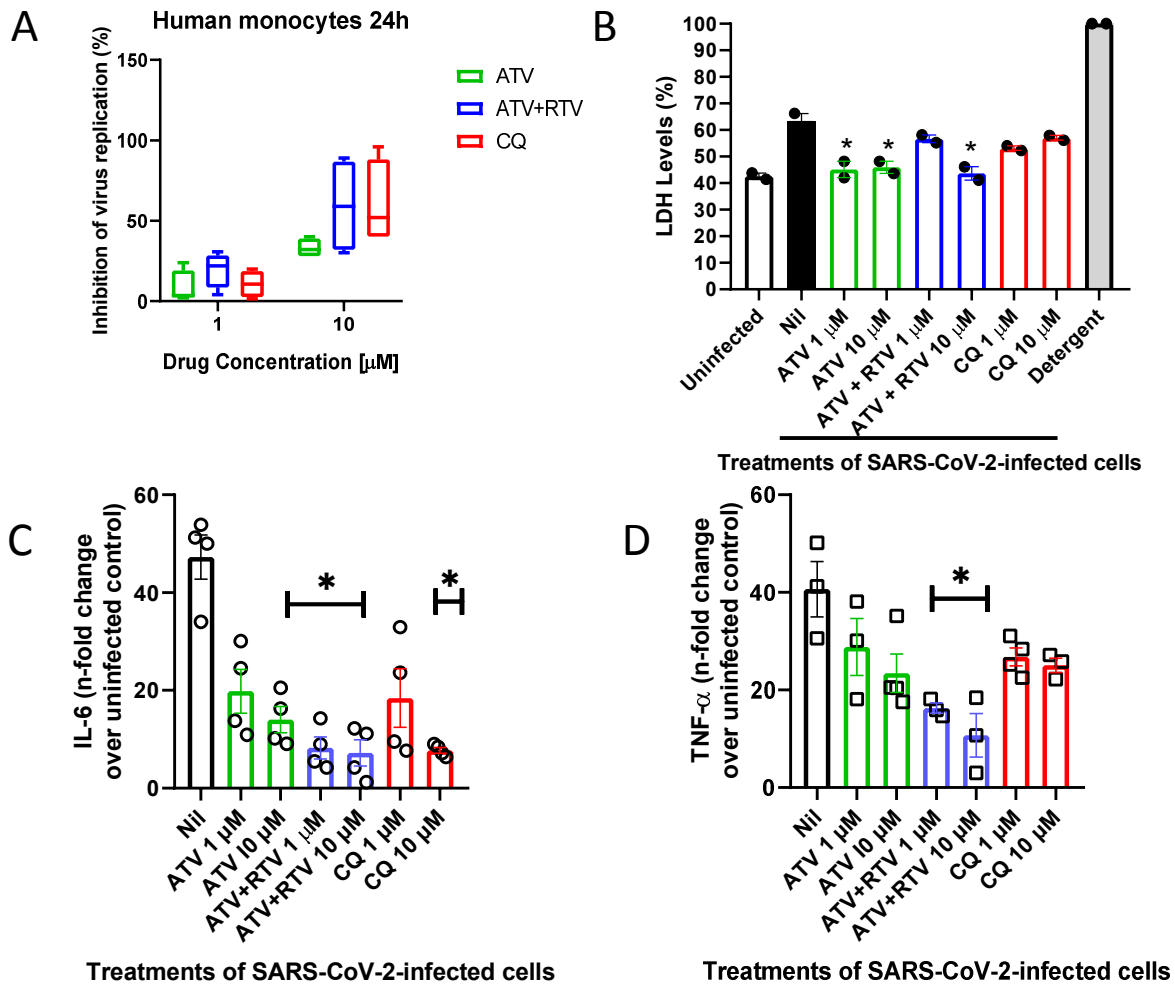 A
Human monocytes 24h
Inhibition of virus replication (%)
150
100
50
0
1
10
Drug Concentration [µM]
ATV
ATV+RTV
CQ
B
LDH Levels (%)
100
90
80
70
60
50
40
30
20
10
0
* * * 
Uninfected
Nil
ATV 1 µM
ATV 10 µM
ATV + RTV 1 µM
ATV + RTV 10 µM
CQ 1 µM
CQ 10 µM
Detergent
Treatments of SARS-CoV-2-infected cells
C
IL-6 (n-fold change
over uninfected control)
60
40
20
0
* *
Nil
ATV 1 µM
ATV I0 µM
ATV+RTV 1 µM
ATV+RTV 10 µM
CQ 1 µM
CQ 10 µM
Treatments of SARS-CoV-2-infected cells
D
TNF-α (n-fold change
over uninfected control)
60
40
20
0
*
Nil
ATV 1 µM
ATV I0 µM
ATV+RTV 1 µM
ATV+RTV 10 µM
CQ 1 µM
CQ 10 µM
Treatments of SARS-CoV-2-infected cells